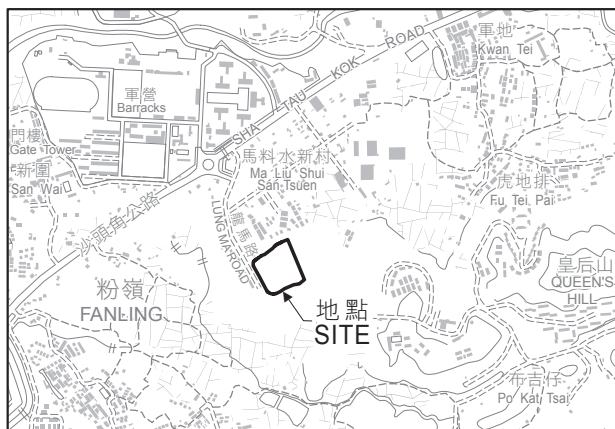 軍地
Kwan Tei
SHA TAU KOK ROAD
軍營
Barracks
門樓
Gate Tower
新圍
San Wai
馬料水新村
Ma Liu Shui
San Tsuen
虎地排
Fu Tei Pai
沙頭角公路
龍馬路
LUNG MA ROAD
皇后山
QUEEN'S
HILL
粉嶺
FANLING
地點
SITE
布吉仔
Po Kat Tsai